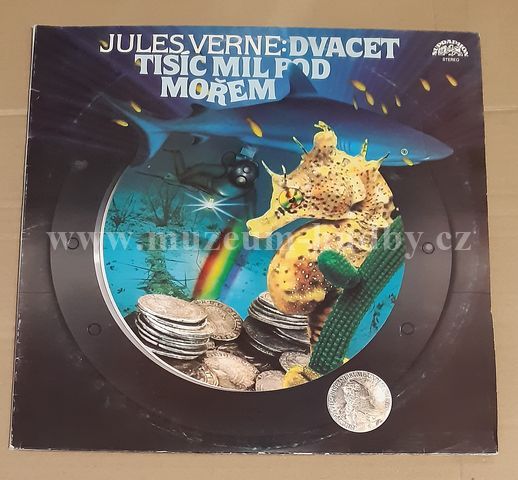 JULES VERNE: DVACET
TISÍC MIL POD
MOŘEM
SUPRAPHON
STEREO
www.muzeum-hudby.cz